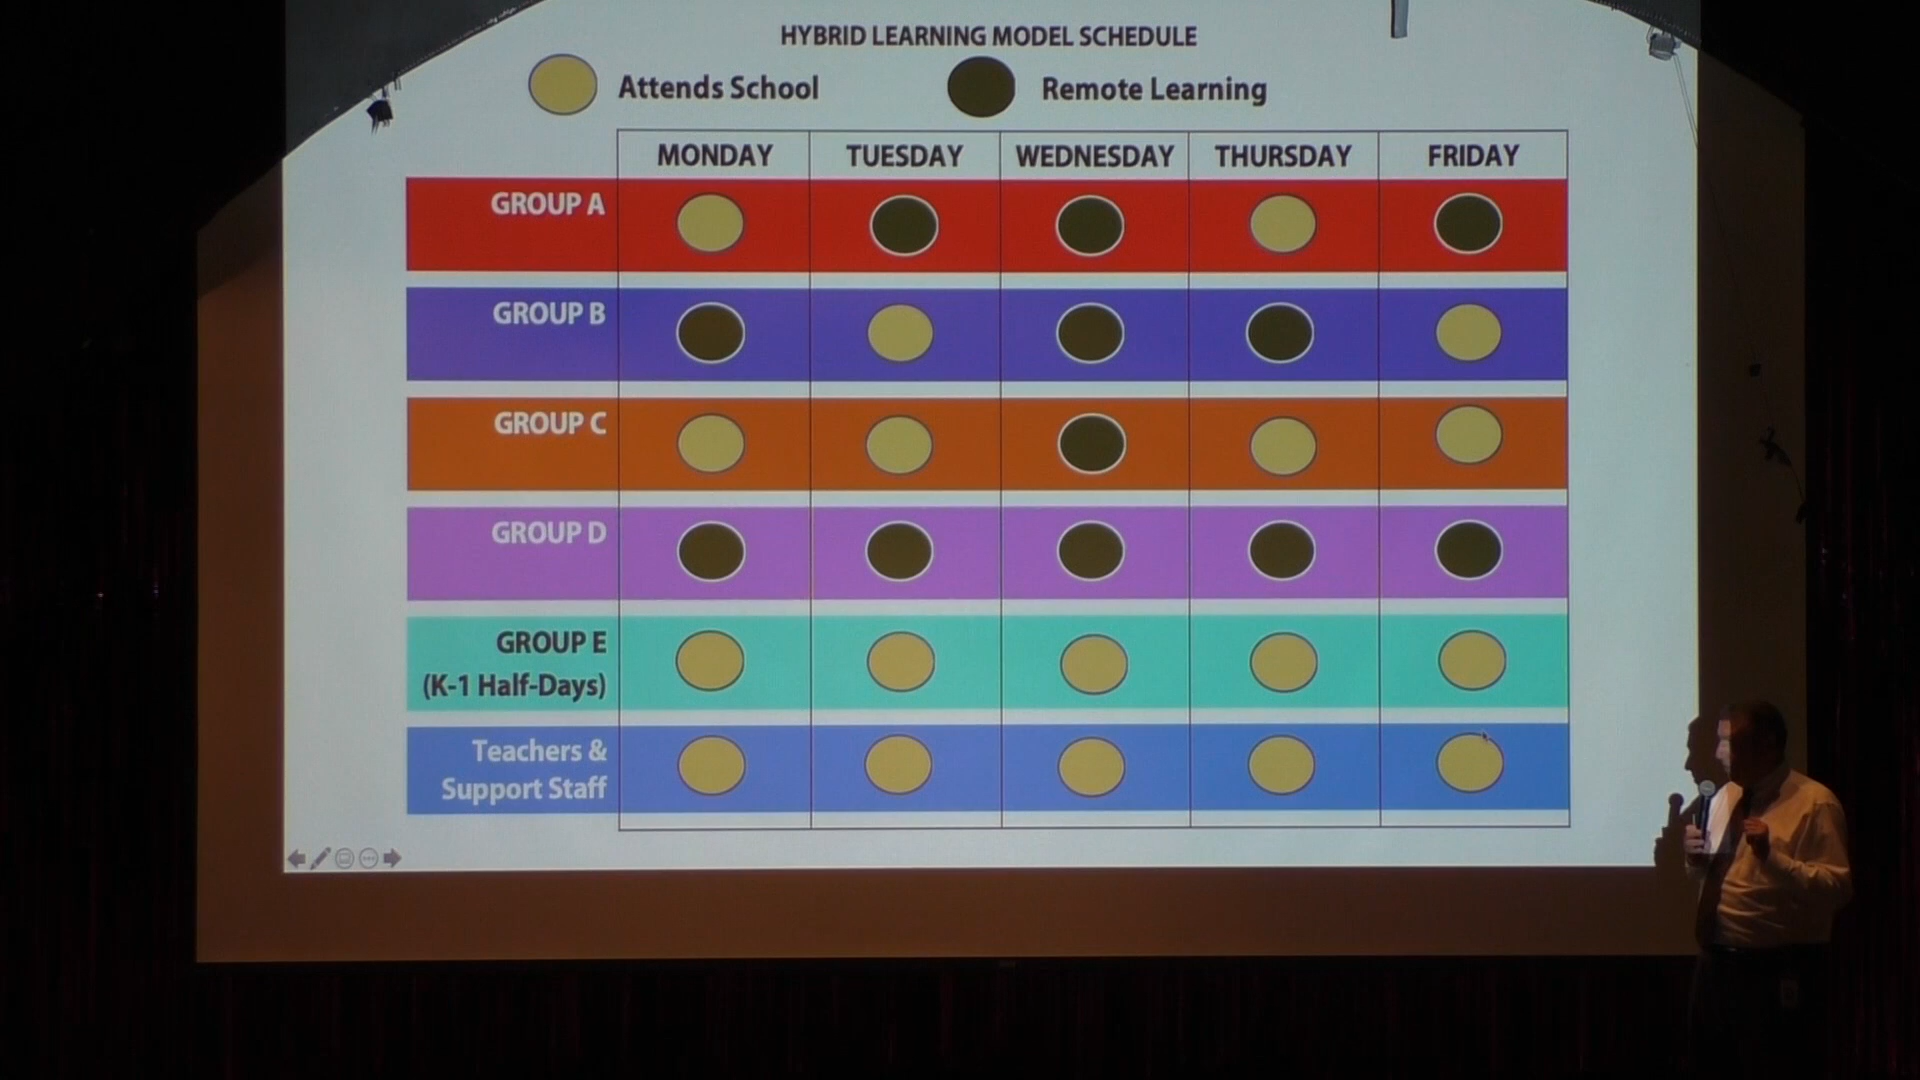 HYBRID LEARNING MODEL SCHEDULE
Attends School
Remote Learning
MONDAY TUESDAY WEDNESDAY THURSDAY FRIDAY
GROUP A
GROUP B
GROUP C
GROUP D
GROUP E
(K-1 Half-Days)
Teachers &
Support Staff